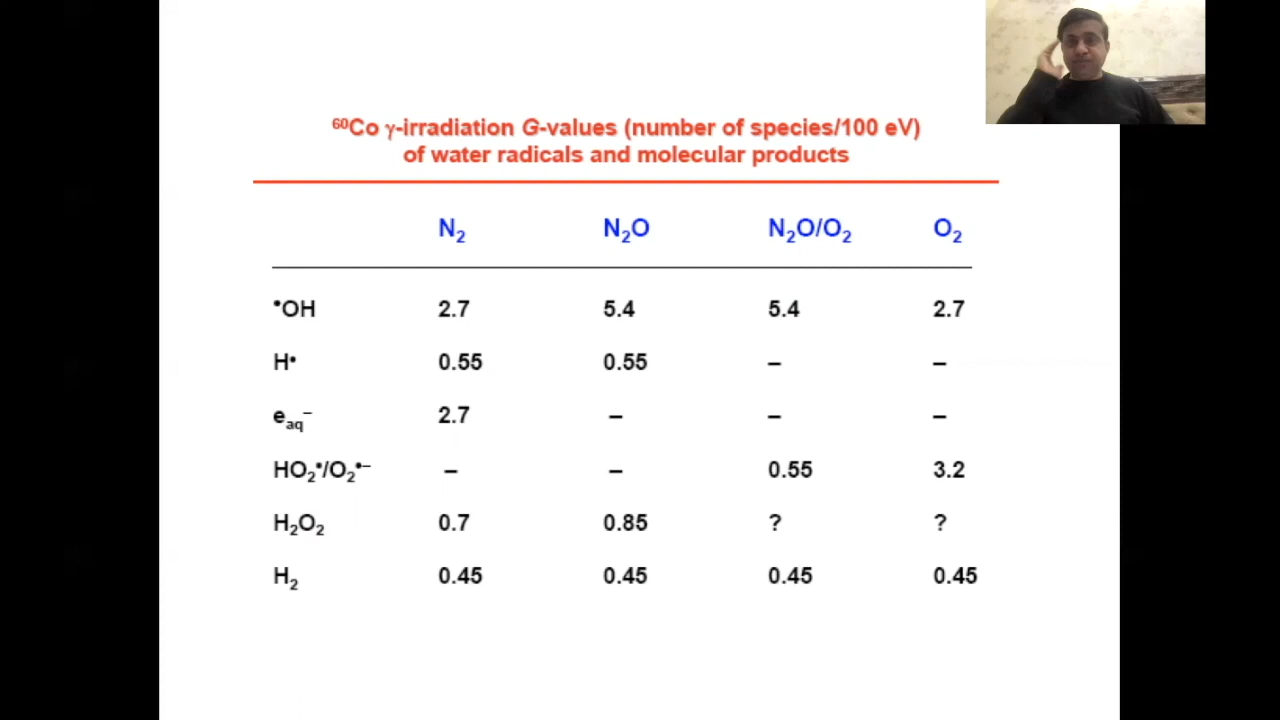 ⁶⁰Co γ-irradiation G-values (number of species/100 eV)
of water radicals and molecular products
N₂ N₂O N₂O/O₂ O₂
•OH 2.7 5.4 5.4 2.7
H• 0.55 0.55 – –
eaq⁻ 2.7 – – –
HO₂•/O₂•⁻ – – 0.55 3.2
H₂O₂ 0.7 0.85 ? ?
H₂ 0.45 0.45 0.45 0.45